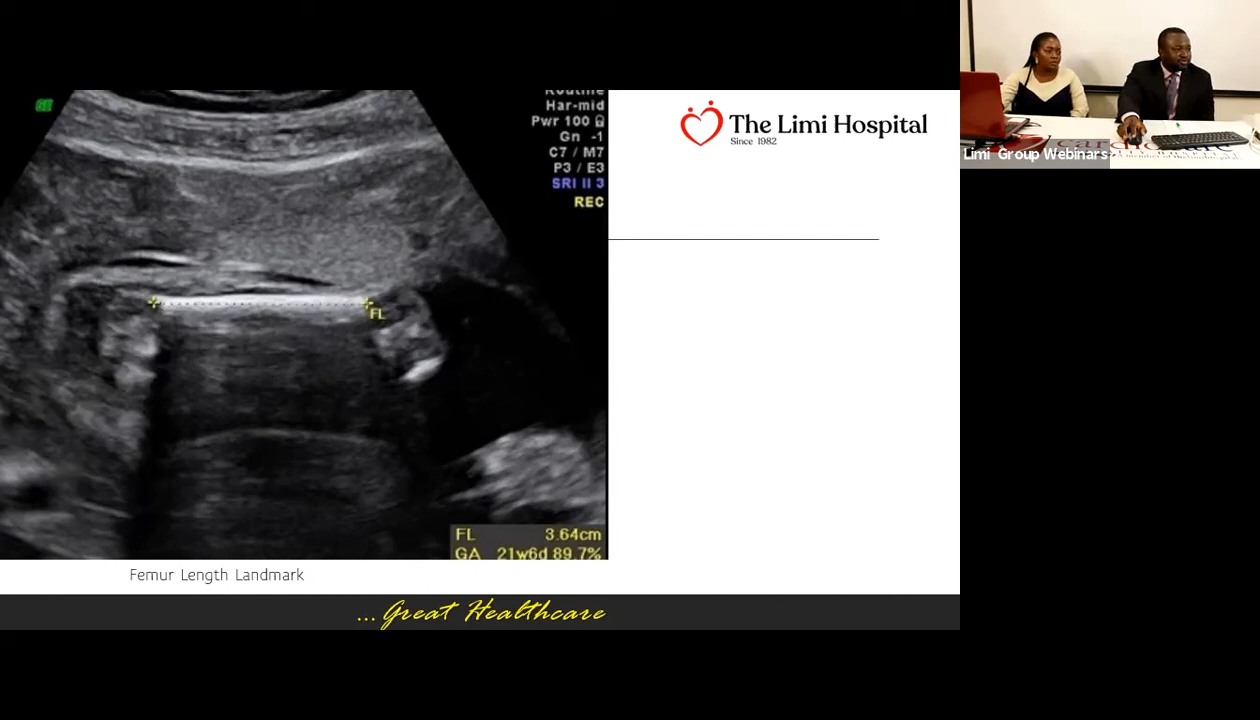 GE
Routine
Har-mid
Pwr 100
Gn -1
C7 / M7
P3 / E3
SRI II 3
REC
FL
FL 3.64cm
GA 21w6d 89.7%
The Limi Hospital
Since 1982
Femur Length Landmark
... Great Healthcare
Limi Group Webinars